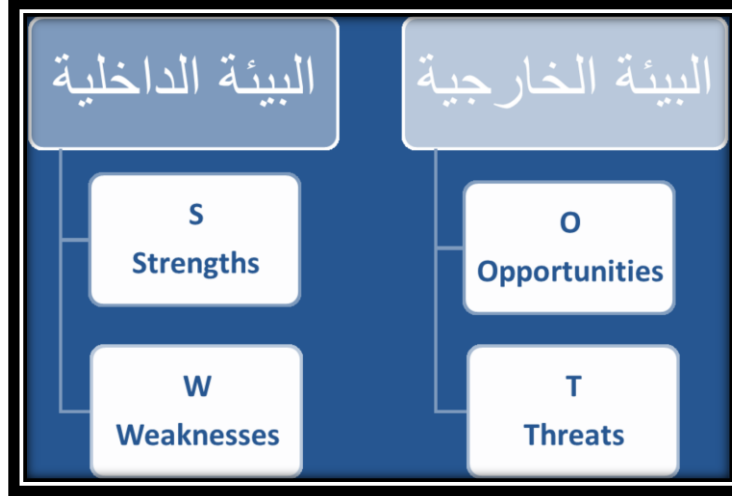 البيئة الداخلية
S
Strengths
W
Weaknesses
البيئة الخارجية
O
Opportunities
T
Threats